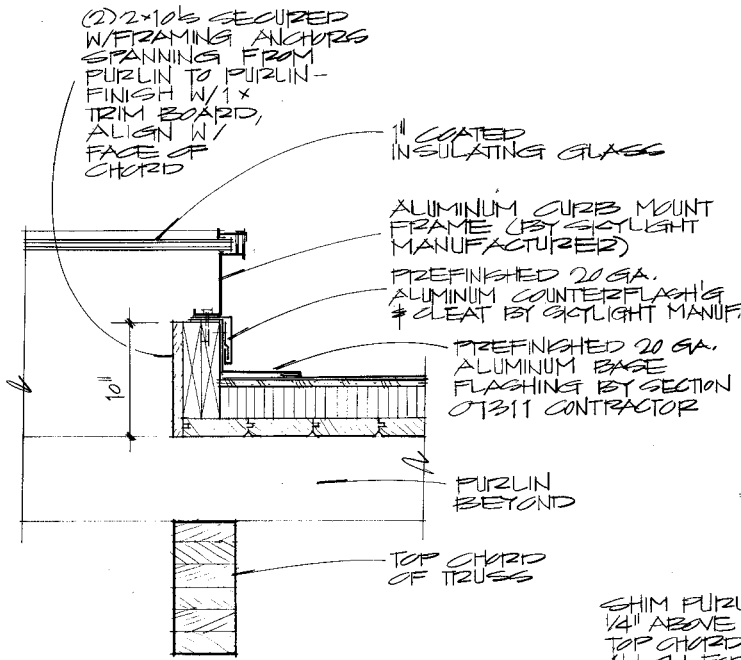 (2) 2×10's SECURED
W/FRAMING ANCHORS
SPANNING FROM
PURLIN TO PURLIN-
FINISH W/1×
TRIM BOARD,
ALIGN W/
FACE OF
CHORD
1" COATED
INSULATING GLASS
ALUMINUM CURB MOUNT
FRAME (BY SKYLIGHT
MANUFACTURER)
PREFINISHED 20 GA.
ALUMINUM COUNTERFLASH'G
& CLEAT BY SKYLIGHT MANUF.
PREFINISHED 20 GA.
ALUMINUM BASE
FLASHING BY SECTION
07311 CONTRACTOR
10"
PURLIN
BEYOND
TOP CHORD
OF TRUSS
SHIM PURL
1/4" ABOVE
TOP CHORD